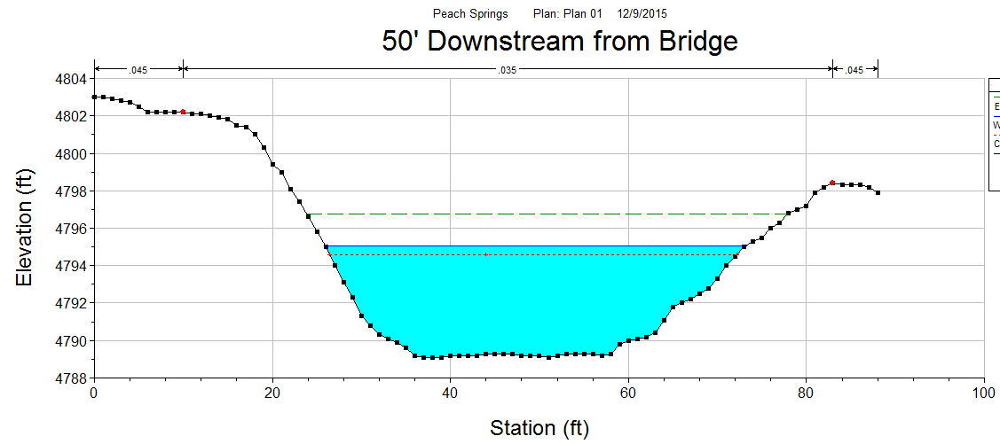 Peach Springs Plan: Plan 01 12/9/2015
50' Downstream from Bridge
.045 .035 .045
4804
4802
4800
4798
4796
4794
4792
4790
4788
Elevation (ft)
0 20 40 60 80 100
Station (ft)
E
W
C